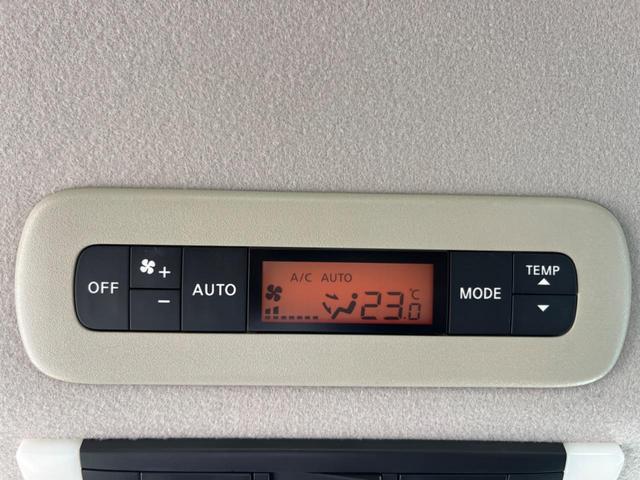 OFF
+
-
AUTO
A/C AUTO
23.0°C
MODE
TEMP